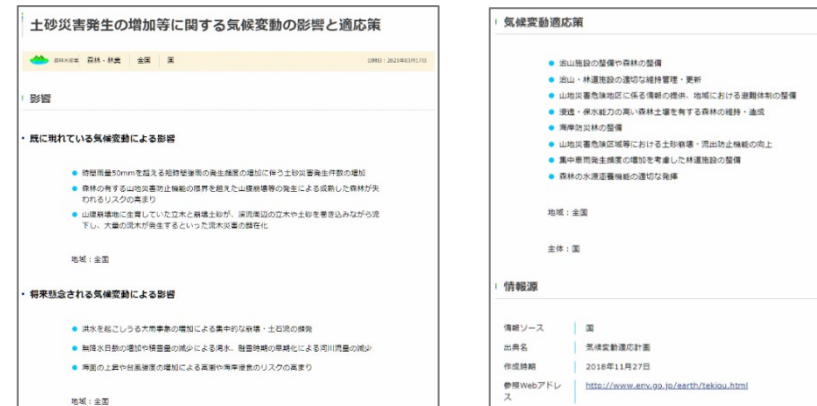 土砂災害発生の増加等に関する気候変動の影響と適応策
農林水産業 森林・林業 全国 国
公開日：2021年03月17日
影響
既に現れている気候変動による影響
時間雨量50mmを超える短時間強雨の発生頻度の増加に伴う土砂災害発生件数の増加
森林の有する山地災害防止機能の限界を超えた山腹崩壊等の発生による成熟した森林が失
われるリスクの高まり
山腹崩壊地に生育していた立木と崩壊土砂が、渓流周辺の立木や土砂を巻き込みながら流
下し、大量の流木が発生するといった流木災害の顕在化
地域：全国
将来懸念される気候変動による影響
洪水を起こしうる大雨事象の増加による集中的な崩壊・土石流の頻発
無降水日数の増加や積雪量の減少による渇水、融雪時期の早期化による河川流量の減少
海面の上昇や台風強度の増加による高潮や海岸侵食のリスクの高まり
地域：全国
気候変動適応策
治山施設の整備や森林の整備
治山・林道施設の適切な維持管理・更新
山地災害危険地区に係る情報の提供、地域における避難体制の整備
浸透・保水能力の高い森林土壌を有する森林の維持・造成
海岸防災林の整備
山地災害危険地区等における土砂崩壊・流出防止機能の向上
集中豪雨発生頻度の増加を考慮した林道施設の整備
森林の水源涵養機能の適切な発揮
地域：全国
主体：国
情報源
情報ソース 国
出典名 気候変動適応計画
作成時期 2018年11月27日
参照Webアドレ
ス
http://www.env.go.jp/earth/tekiou.html